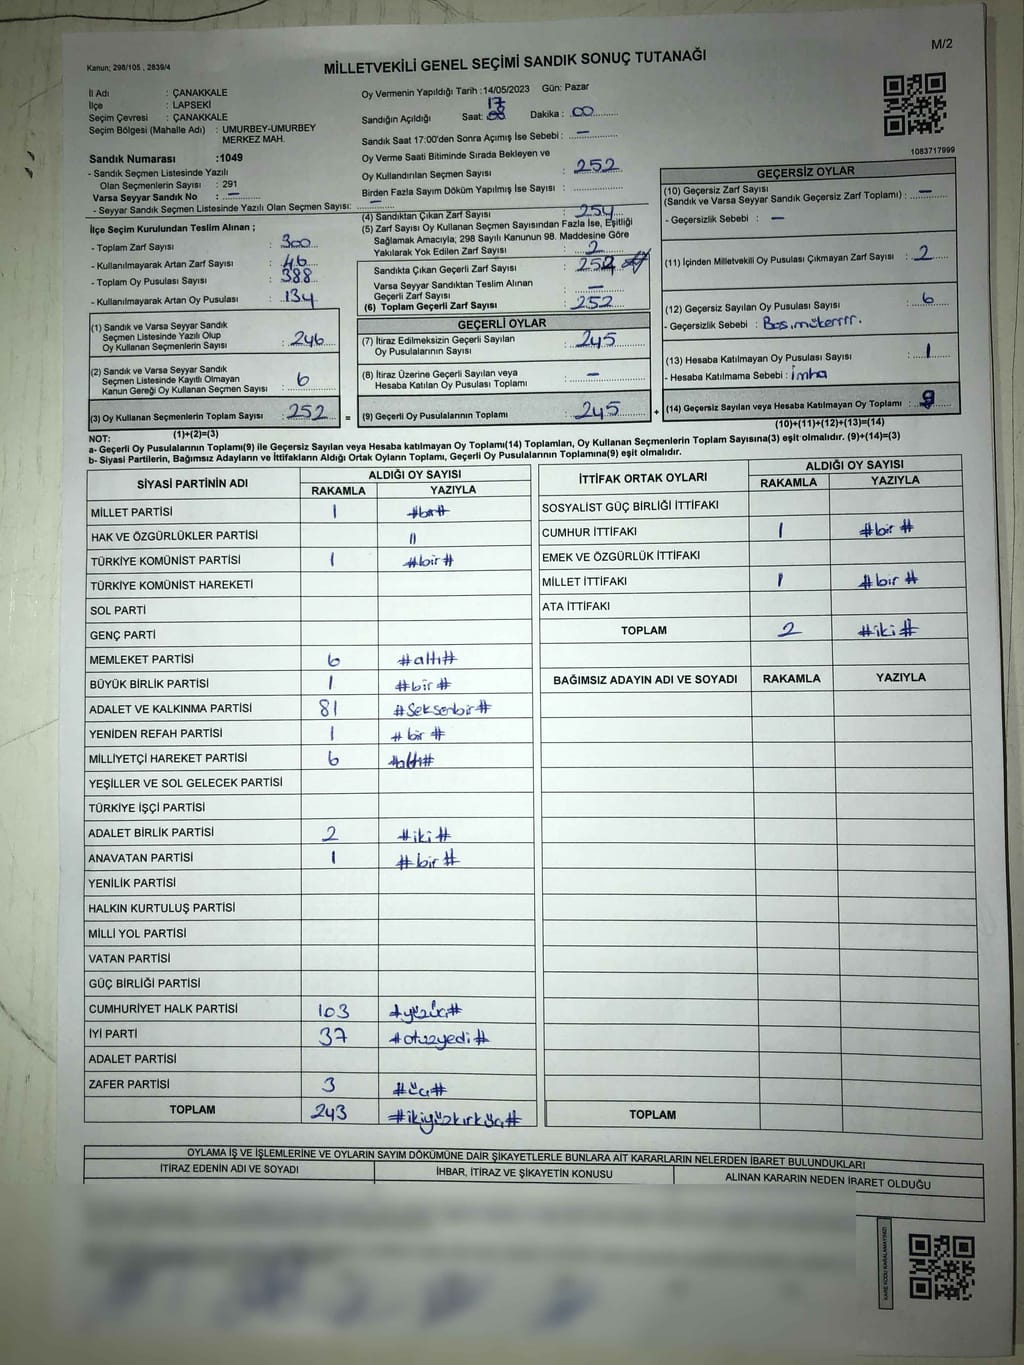 M/2
Kanun; 298/105 , 2839/4
MİLLETVEKİLİ GENEL SEÇİMİ SANDIK SONUÇ TUTANAĞI
İl Adı : ÇANAKKALE
İlçe : LAPSEKİ
Seçim Çevresi : ÇANAKKALE
Seçim Bölgesi (Mahalle Adı) : UMURBEY-UMURBEY
MERKEZ MAH.
Sandık Numarası :1049
- Sandık Seçmen Listesinde Yazılı
Olan Seçmenlerin Sayısı : 291
Varsa Seyyar Sandık No : –
- Seyyar Sandık Seçmen Listesinde Yazılı Olan Seçmen Sayısı: –
Oy Vermenin Yapıldığı Tarih :14/05/2023 Gün: Pazar
Sandığın Açıldığı Saat: 17 Dakika : 00
Sandık Saat 17:00'den Sonra Açımış İse Sebebi : –
Oy Verme Saati Bitiminde Sırada Bekleyen ve
Oy Kullandırılan Seçmen Sayısı : 252
Birden Fazla Sayım Döküm Yapılmış İse Sayısı :
1083717999
İlçe Seçim Kurulundan Teslim Alınan ;
- Toplam Zarf Sayısı : 300
- Kullanılmayarak Artan Zarf Sayısı : 46
- Toplam Oy Pusulası Sayısı : 388
- Kullanılmayarak Artan Oy Pusulası : 134
(1) Sandık ve Varsa Seyyar Sandık
Seçmen Listesinde Yazılı Olup
Oy Kullanan Seçmenlerin Sayısı : 246
(2) Sandık ve Varsa Seyyar Sandık
Seçmen Listesinde Kayıtlı Olmayan
Kanun Gereği Oy Kullanan Seçmen Sayısı : 6
(3) Oy Kullanan Seçmenlerin Toplam Sayısı : 252 =
(1)+(2)=(3)
(4) Sandıktan Çıkan Zarf Sayısı : 254
(5) Zarf Sayısı Oy Kullanan Seçmen Sayısından Fazla İse, Eşitliği
Sağlamak Amacıyla; 298 Sayılı Kanunun 98. Maddesine Göre
Yakılarak Yok Edilen Zarf Sayısı : 2
Sandıkta Çıkan Geçerli Zarf Sayısı : 252
Varsa Seyyar Sandıktan Teslim Alınan
Geçerli Zarf Sayısı : –
(6) Toplam Geçerli Zarf Sayısı : 252
GEÇERLİ OYLAR
(7) İtiraz Edilmeksizin Geçerli Sayılan
Oy Pusulalarının Sayısı : 245
(8) İtiraz Üzerine Geçerli Sayılan veya
Hesaba Katılan Oy Pusulası Toplamı : –
(9) Geçerli Oy Pusulalarının Toplamı : 245 +
GEÇERSİZ OYLAR
(10) Geçersiz Zarf Sayısı
(Sandık ve Varsa Seyyar Sandık Geçersiz Zarf Toplamı) : –
- Geçersizlik Sebebi : –
(11) İçinden Milletvekili Oy Pusulası Çıkmayan Zarf Sayısı : 2
(12) Geçersiz Sayılan Oy Pusulası Sayısı : 6
- Geçersizlik Sebebi :
(13) Hesaba Katılmayan Oy Pusulası Sayısı : 1
- Hesaba Katılmama Sebebi : imha
(14) Geçersiz Sayılan veya Hesaba Katılmayan Oy Toplamı :
(10)+(11)+(12)+(13)=(14)
NOT:
a- Geçerli Oy Pusulalarının Toplamı(9) ile Geçersiz Sayılan veya Hesaba katılmayan Oy Toplamı(14) Toplamları, Oy Kullanan Seçmenlerin Toplam Sayısına(3) eşit olmalıdır. (9)+(14)=(3)
b- Siyasi Partilerin, Bağımsız Adayların ve İttifakların Aldığı Ortak Oyların Toplamı, Geçerli Oy Pusulalarının Toplamına(9) eşit olmalıdır.
SİYASİ PARTİNİN ADI ALDIĞI OY SAYISI
RAKAMLA YAZIYLA
MİLLET PARTİSİ 1 #bir#
HAK VE ÖZGÜRLÜKLER PARTİSİ
TÜRKİYE KOMÜNİST PARTİSİ 1 #bir#
TÜRKİYE KOMÜNİST HAREKETİ
SOL PARTİ
GENÇ PARTİ
MEMLEKET PARTİSİ 6 #altı#
BÜYÜK BİRLİK PARTİSİ 1 #bir#
ADALET VE KALKINMA PARTİSİ 81 #Seksenbir#
YENİDEN REFAH PARTİSİ 1 #bir#
MİLLİYETÇİ HAREKET PARTİSİ 6 #altı#
YEŞİLLER VE SOL GELECEK PARTİSİ
TÜRKİYE İŞÇİ PARTİSİ
ADALET BİRLİK PARTİSİ 2 #iki#
ANAVATAN PARTİSİ 1 #bir#
YENİLİK PARTİSİ
HALKIN KURTULUŞ PARTİSİ
MİLLİ YOL PARTİSİ
VATAN PARTİSİ
GÜÇ BİRLİĞİ PARTİSİ
CUMHURİYET HALK PARTİSİ 103 #yüzüç#
İYİ PARTİ 37 #otuzyedi#
ADALET PARTİSİ
ZAFER PARTİSİ 3 #üç#
TOPLAM 243 #ikiyüzkırküç#
İTTİFAK ORTAK OYLARI ALDIĞI OY SAYISI
RAKAMLA YAZIYLA
SOSYALİST GÜÇ BİRLİĞİ İTTİFAKI
CUMHUR İTTİFAKI 1 #bir#
EMEK VE ÖZGÜRLÜK İTTİFAKI
MİLLET İTTİFAKI 1 #bir#
ATA İTTİFAKI
TOPLAM 2 #iki#
BAĞIMSIZ ADAYIN ADI VE SOYADI RAKAMLA YAZIYLA
TOPLAM
OYLAMA İŞ VE İŞLEMLERİNE VE OYLARIN SAYIM DÖKÜMÜNE DAİR ŞİKAYETLERLE BUNLARA AİT KARARLARIN NELERDEN İBARET BULUNDUKLARI
İTİRAZ EDENİN ADI VE SOYADI İHBAR, İTİRAZ VE ŞİKAYETİN KONUSU ALINAN KARARIN NEDEN İBARET OLDUĞU
KARE KODU KARALAMAYINIZ!